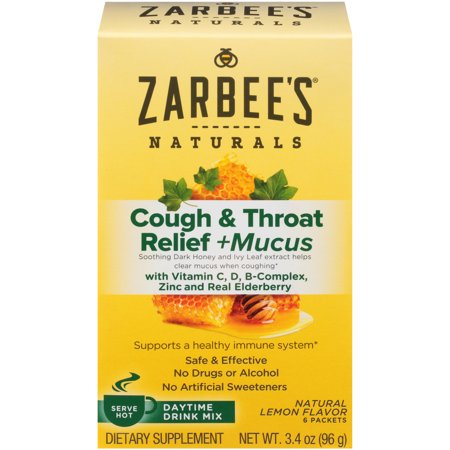 ZARBEE'S®
NATURALS
Cough & Throat
Relief +Mucus
Soothing Dark Honey and Ivy Leaf extract helps
clear mucus when coughing*
with Vitamin C, D, B-Complex,
Zinc and Real Elderberry
Supports a healthy immune system*
Safe & Effective
No Drugs or Alcohol
No Artificial Sweeteners
SERVE
HOT
DAYTIME
DRINK MIX
NATURAL
LEMON FLAVOR
6 PACKETS
DIETARY SUPPLEMENT NET WT. 3.4 oz (96 g)